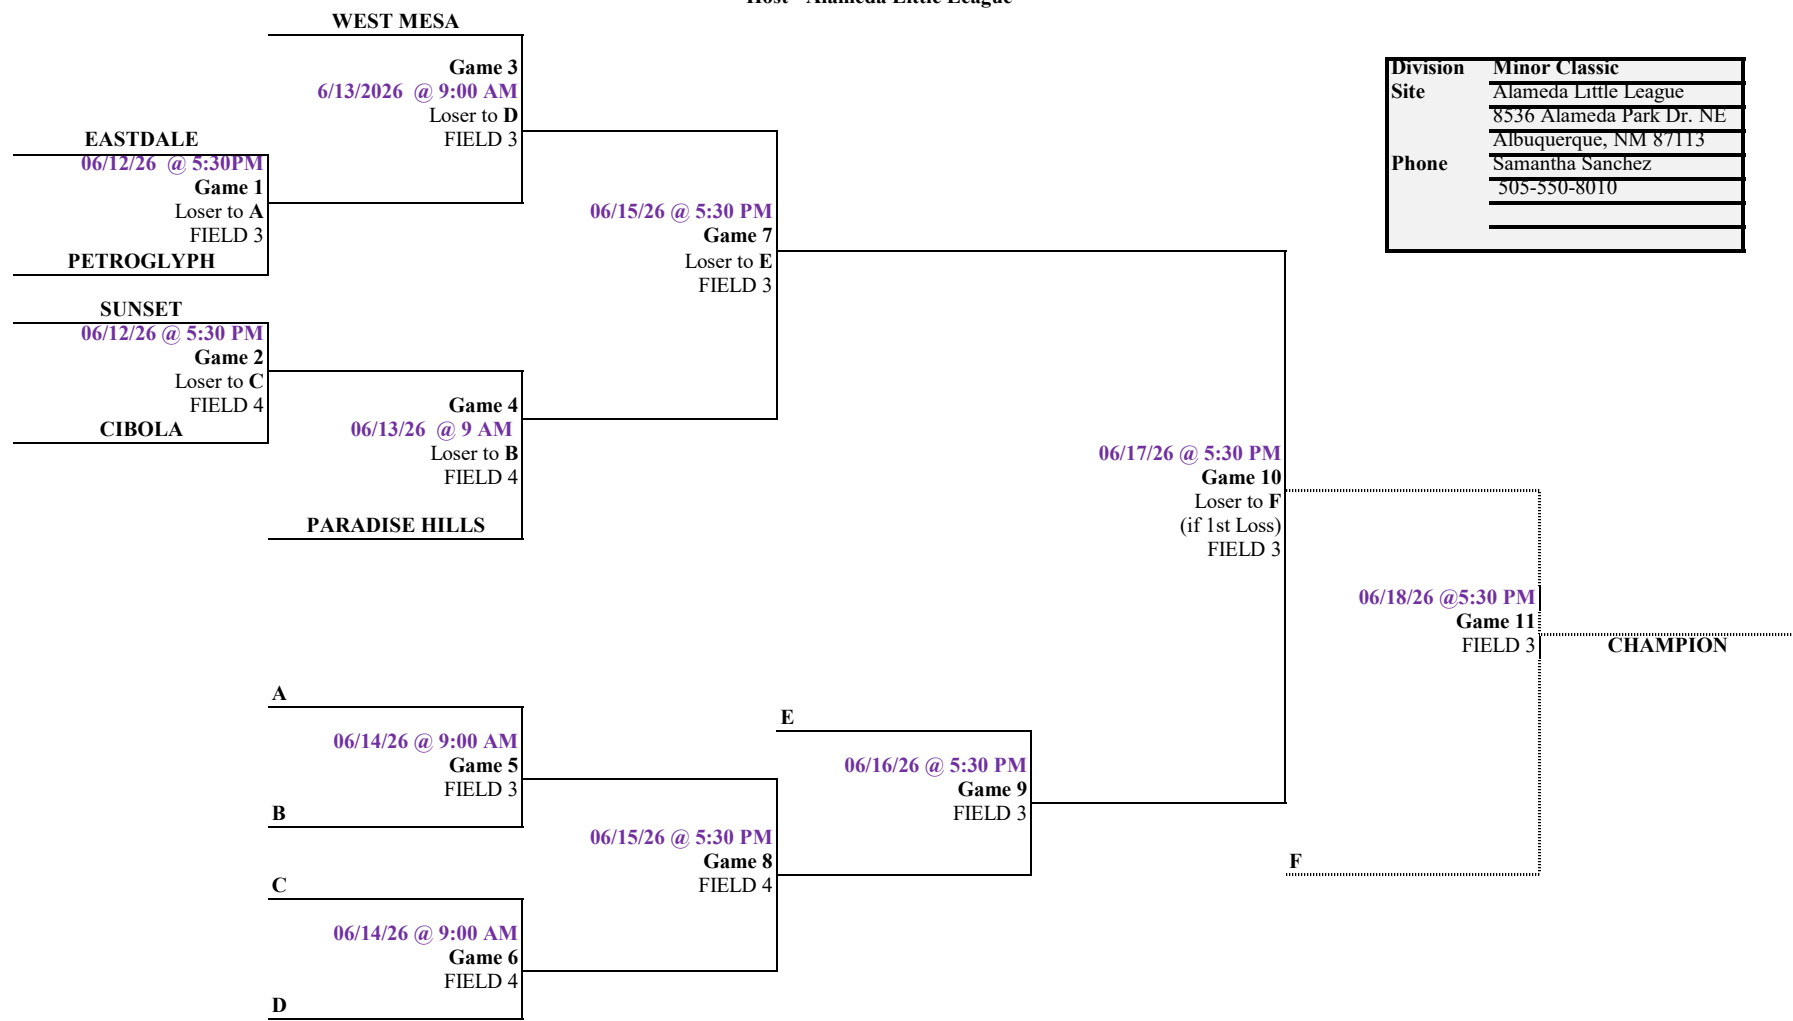 Host - Alameda Little League
WEST MESA
Game 3
6/13/2026 @ 9:00 AM
Loser to D
FIELD 3
EASTDALE
06/12/26 @ 5:30PM
Game 1
Loser to A
FIELD 3
PETROGLYPH
SUNSET
06/12/26 @ 5:30 PM
Game 2
Loser to C
FIELD 4
CIBOLA
Game 4
06/13/26 @ 9 AM
Loser to B
FIELD 4
PARADISE HILLS
06/15/26 @ 5:30 PM
Game 7
Loser to E
FIELD 3
Division Minor Classic
Site Alameda Little League
8536 Alameda Park Dr. NE
Albuquerque, NM 87113
Phone Samantha Sanchez
505-550-8010
06/17/26 @ 5:30 PM
Game 10
Loser to F
(if 1st Loss)
FIELD 3
06/18/26 @5:30 PM
Game 11
FIELD 3
CHAMPION
A
06/14/26 @ 9:00 AM
Game 5
FIELD 3
B
C
06/14/26 @ 9:00 AM
Game 6
FIELD 4
D
06/15/26 @ 5:30 PM
Game 8
FIELD 4
E
06/16/26 @ 5:30 PM
Game 9
FIELD 3
F